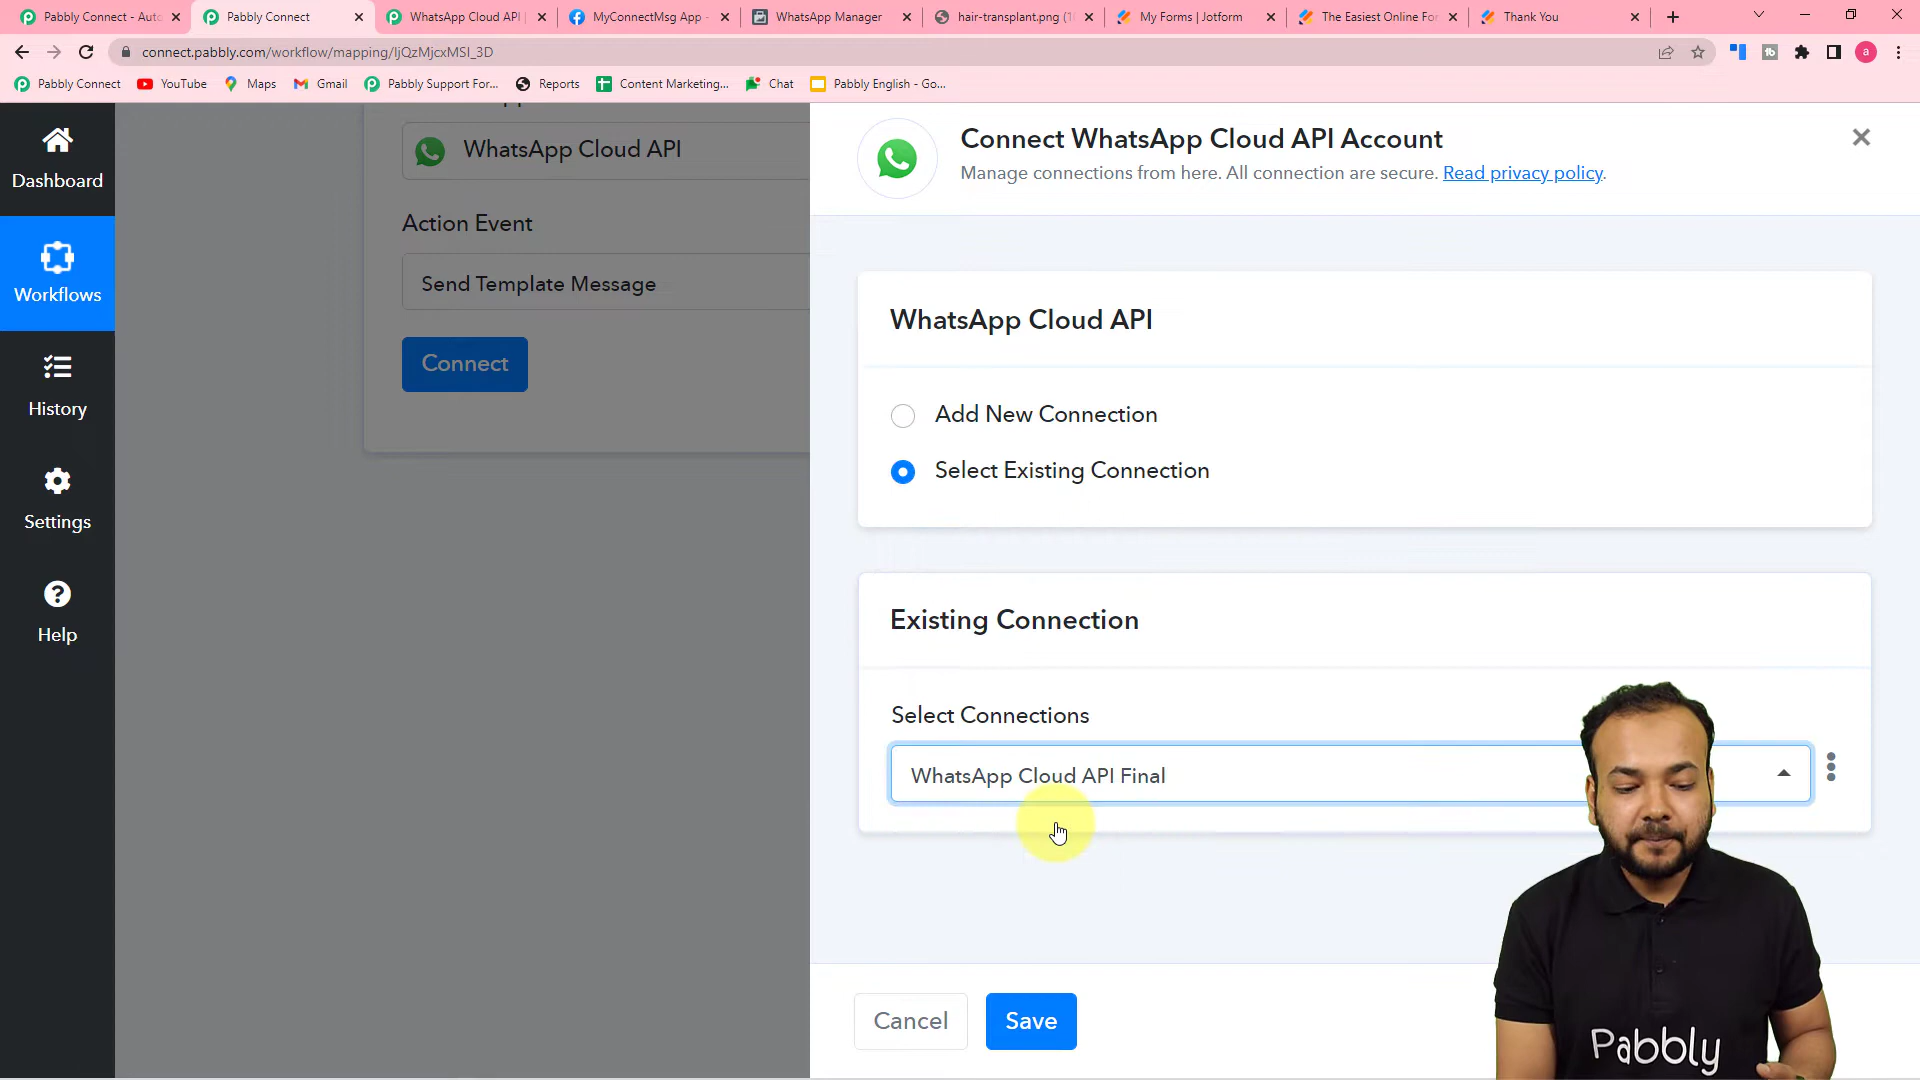 Pabbly Connect - Auto
Pabbly Connect
WhatsApp Cloud API
MyConnectMsg App -
WhatsApp Manager
hair-transplant.png (1
My Forms | Jotform
The Easiest Online For
Thank You
connect.pabbly.com/workflow/mapping/IjQzMjcxMSI_3D
a
Pabbly Connect
YouTube
Maps
Gmail
Pabbly Support For...
Reports
Content Marketing...
Chat
Pabbly English - Go...
Dashboard
Workflows
History
Settings
Help
WhatsApp Cloud API
Action Event
Send Template Message
Connect
Connect WhatsApp Cloud API Account
Manage connections from here. All connection are secure. Read privacy policy.
WhatsApp Cloud API
Add New Connection
Select Existing Connection
Existing Connection
Select Connections
WhatsApp Cloud API Final
Cancel
Save
Pabbly